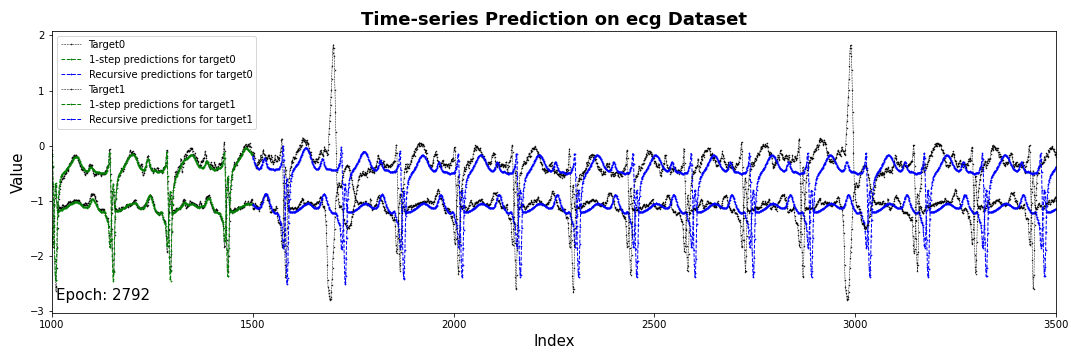 Time-series Prediction on ecg Dataset
Target0
1-step predictions for target0
Recursive predictions for target0
Target1
1-step predictions for target1
Recursive predictions for target1
2
1
0
−1
−2
−3
Value
Epoch: 2792
1000
1500
2000
2500
3000
3500
Index